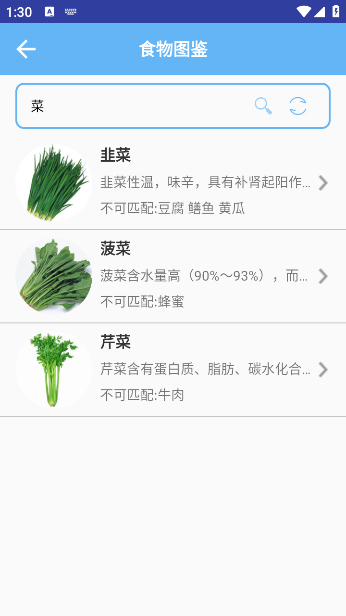 1:30
食物图鉴
菜
韭菜
韭菜性温，味辛，具有补肾起阳作...
不可匹配:豆腐 鳝鱼 黄瓜
菠菜
菠菜含水量高（90%～93%），而...
不可匹配:蜂蜜
芹菜
芹菜含有蛋白质、脂肪、碳水化合...
不可匹配:牛肉